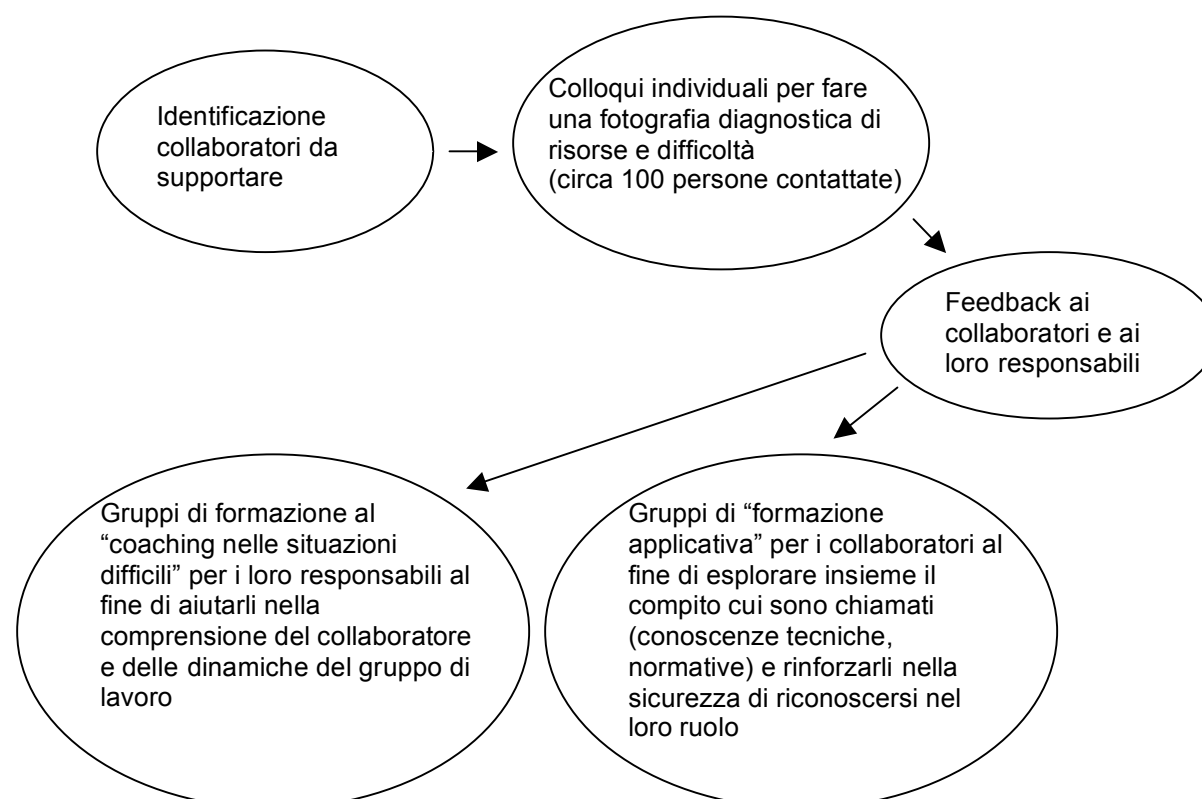 Identificazione
collaboratori da
supportare
Colloqui individuali per fare
una fotografia diagnostica di
risorse e difficoltà
(circa 100 persone contattate)
Feedback ai
collaboratori e ai
loro responsabili
Gruppi di formazione al
“coaching nelle situazioni
difficili” per i loro responsabili al
fine di aiutarli nella
comprensione del collaboratore
e delle dinamiche del gruppo di
lavoro
Gruppi di “formazione
applicativa” per i collaboratori al
fine di esplorare insieme il
compito cui sono chiamati
(conoscenze tecniche,
normative) e rinforzarli nella
sicurezza di riconoscersi nel
loro ruolo